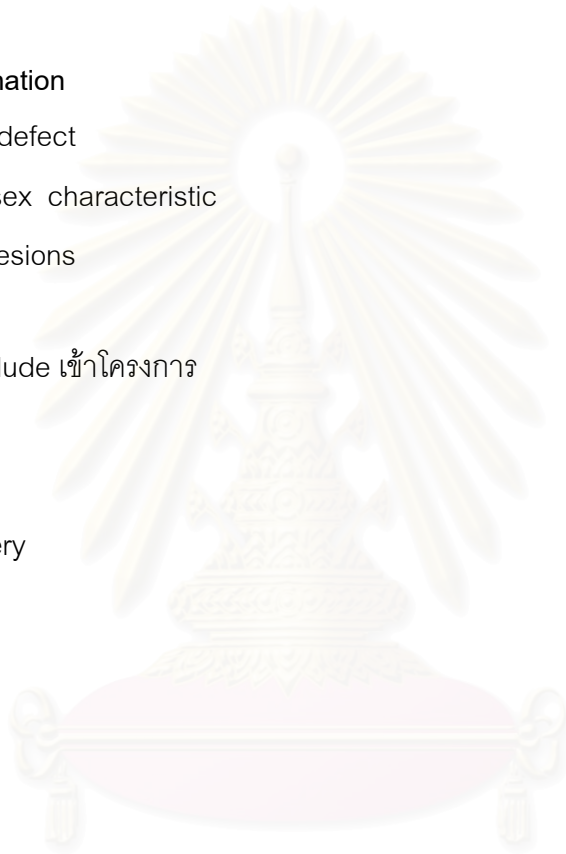 nation
defect
sex characteristic
esions
lude เข้าโครงการ
ery